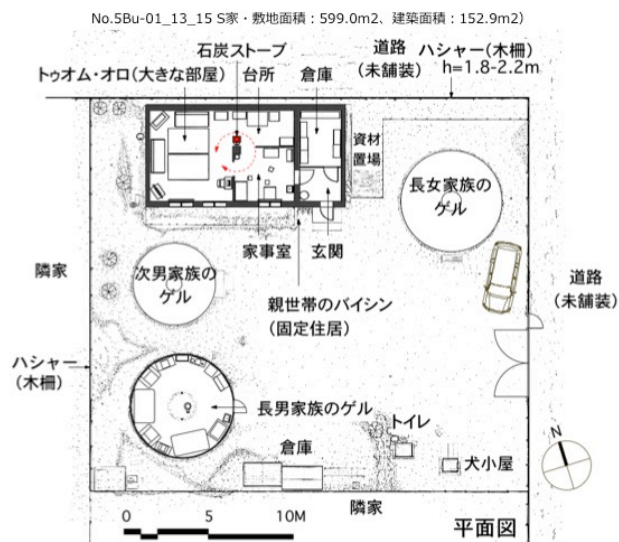 No.5Bu-01_13_15 S家・敷地面積：599.0m2、建築面積：152.9m2）
石炭ストーブ
道路
（未舗装）
ハシャー（木柵）
h=1.8-2.2m
トゥオム・オロ（大きな部屋）
台所
倉庫
資材
置場
長女家族の
ゲル
家事室
玄関
隣家
次男家族の
ゲル
親世帯のバイシン
（固定住居）
道路
（未舗装）
ハシャー
（木柵）
長男家族のゲル
トイレ
倉庫
犬小屋
N
隣家
0 5 10M
平面図